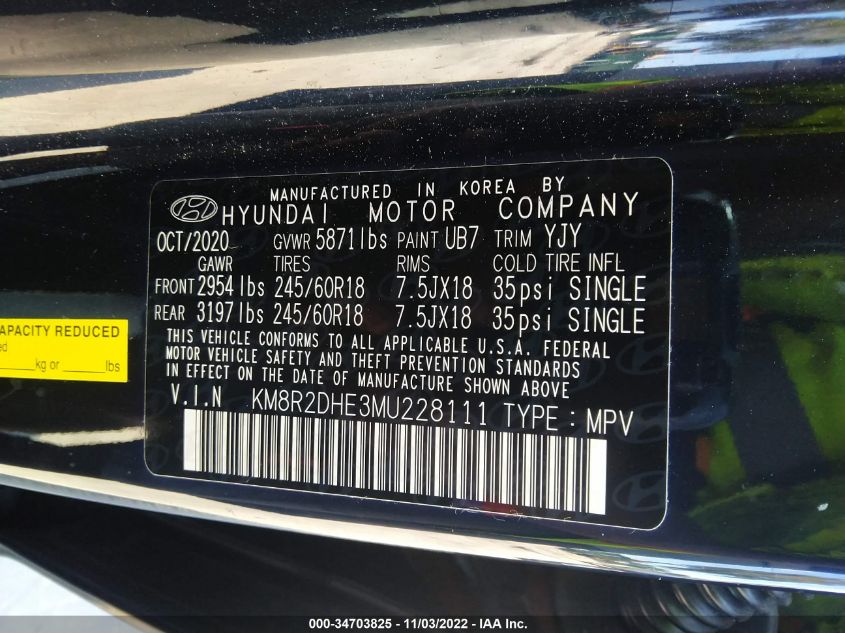 MANUFACTURED IN KOREA BY
HYUNDAI MOTOR COMPANY
OCT/2020 GVWR 5871lbs PAINT UB7 TRIM YJY
GAWR TIRES RIMS COLD TIRE INFL
FRONT 2954 lbs 245/60R18 7.5JX18 35psi SINGLE
REAR 3197 lbs 245/60R18 7.5JX18 35psi SINGLE
THIS VEHICLE CONFORMS TO ALL APPLICABLE U.S.A. FEDERAL
MOTOR VEHICLE SAFETY AND THEFT PREVENTION STANDARDS
IN EFFECT ON THE DATE OF MANUFACTURE SHOWN ABOVE
V.I.N KM8R2DHE3MU228111 TYPE : MPV
CAPACITY REDUCED
kg or lbs
000-34703825 - 11/03/2022 - IAA Inc.